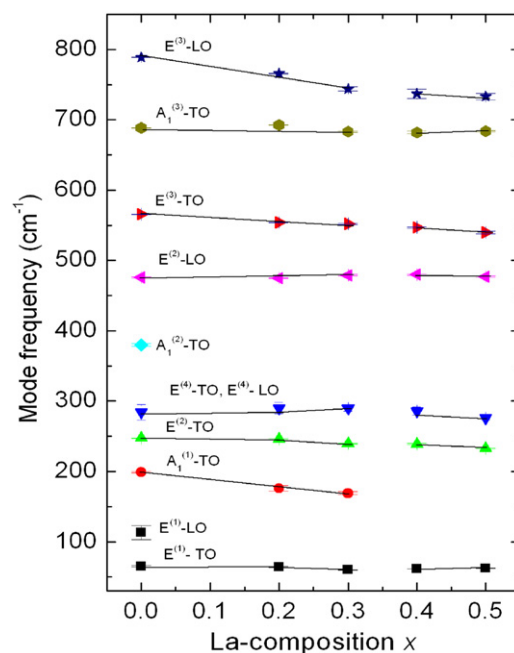 800
E⁽³⁾-LO
700
A₁⁽³⁾-TO
600
E⁽³⁾-TO
500
E⁽²⁾-LO
400
A₁⁽²⁾-TO
300
E⁽⁴⁾-TO, E⁽⁴⁾- LO
E⁽²⁾-TO
200
A₁⁽¹⁾-TO
E⁽¹⁾-LO
100
E⁽¹⁾- TO
Mode frequency (cm⁻¹)
0.0 0.1 0.2 0.3 0.4 0.5
La-composition x